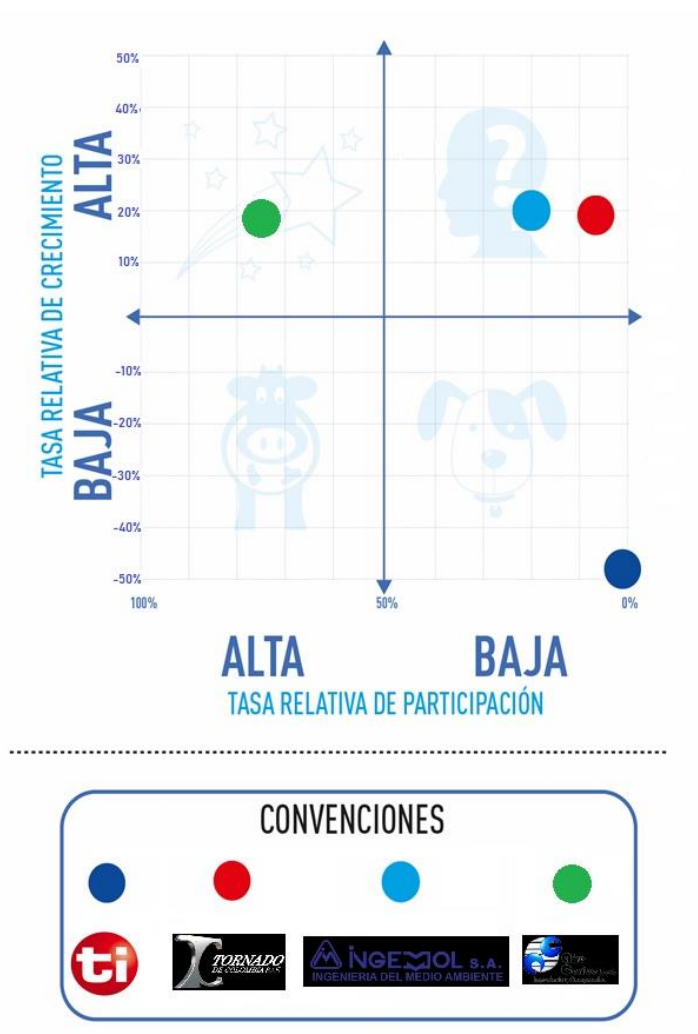 50%
40%
30%
20%
10%
-10%
-20%
-30%
-40%
-50%
TASA RELATIVA DE CRECIMIENTO
ALTA
BAJA
?
100%
50%
0%
ALTA
BAJA
TASA RELATIVA DE PARTICIPACIÓN
CONVENCIONES
ti
TORNADO
DE COLOMBIA S.A.S.
INGEMOL S.A.
INGENIERIA DEL MEDIO AMBIENTE